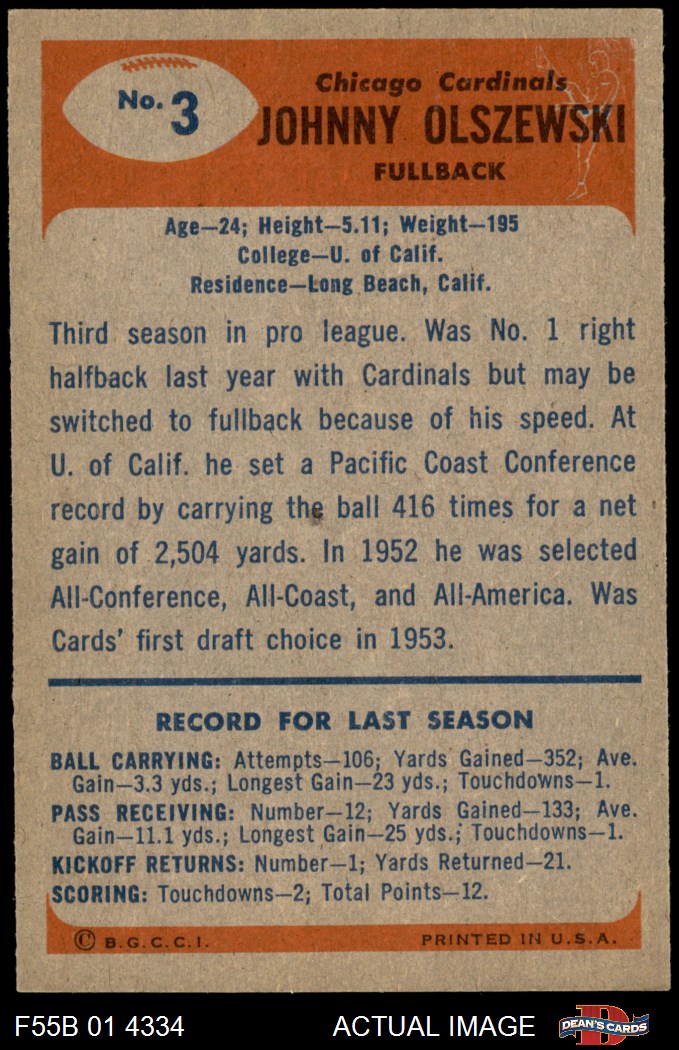 No. 3
Chicago Cardinals
JOHNNY OLSZEWSKI
FULLBACK
Age—24; Height—5.11; Weight—195
College—U. of Calif.
Residence—Long Beach, Calif.
Third season in pro league. Was No. 1 right
halfback last year with Cardinals but may be
switched to fullback because of his speed. At
U. of Calif. he set a Pacific Coast Conference
record by carrying the ball 416 times for a net
gain of 2,504 yards. In 1952 he was selected
All-Conference, All-Coast, and All-America. Was
Cards' first draft choice in 1953.
RECORD FOR LAST SEASON
BALL CARRYING: Attempts—106; Yards Gained—352; Ave.
Gain—3.3 yds.; Longest Gain—23 yds.; Touchdowns—1.
PASS RECEIVING: Number—12; Yards Gained—133; Ave.
Gain—11.1 yds.; Longest Gain—25 yds.; Touchdowns—1.
KICKOFF RETURNS: Number—1; Yards Returned—21.
SCORING: Touchdowns—2; Total Points—12.
© B.G.C.C.I. PRINTED IN U.S.A.
F55B 01 4334 ACTUAL IMAGE DEAN'S CARDS